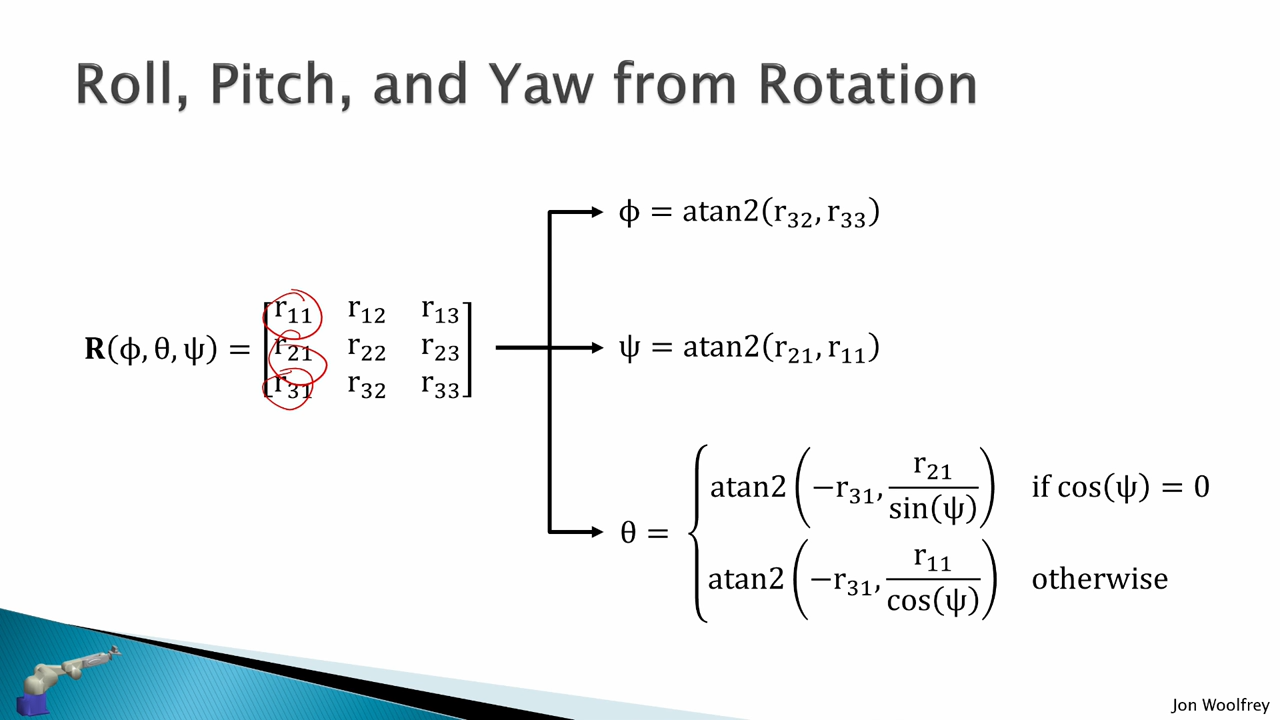 Roll, Pitch, and Yaw from Rotation
ϕ = atan2(r₃₂, r₃₃)
R(ϕ, θ, ψ) = [r₁₁ r₁₂ r₁₃
r₂₁ r₂₂ r₂₃
r₃₁ r₃₂ r₃₃]
ψ = atan2(r₂₁, r₁₁)
θ = { atan2(−r₃₁, r₂₁/sin(ψ)) if cos(ψ) = 0
atan2(−r₃₁, r₁₁/cos(ψ)) otherwise
Jon Woolfrey